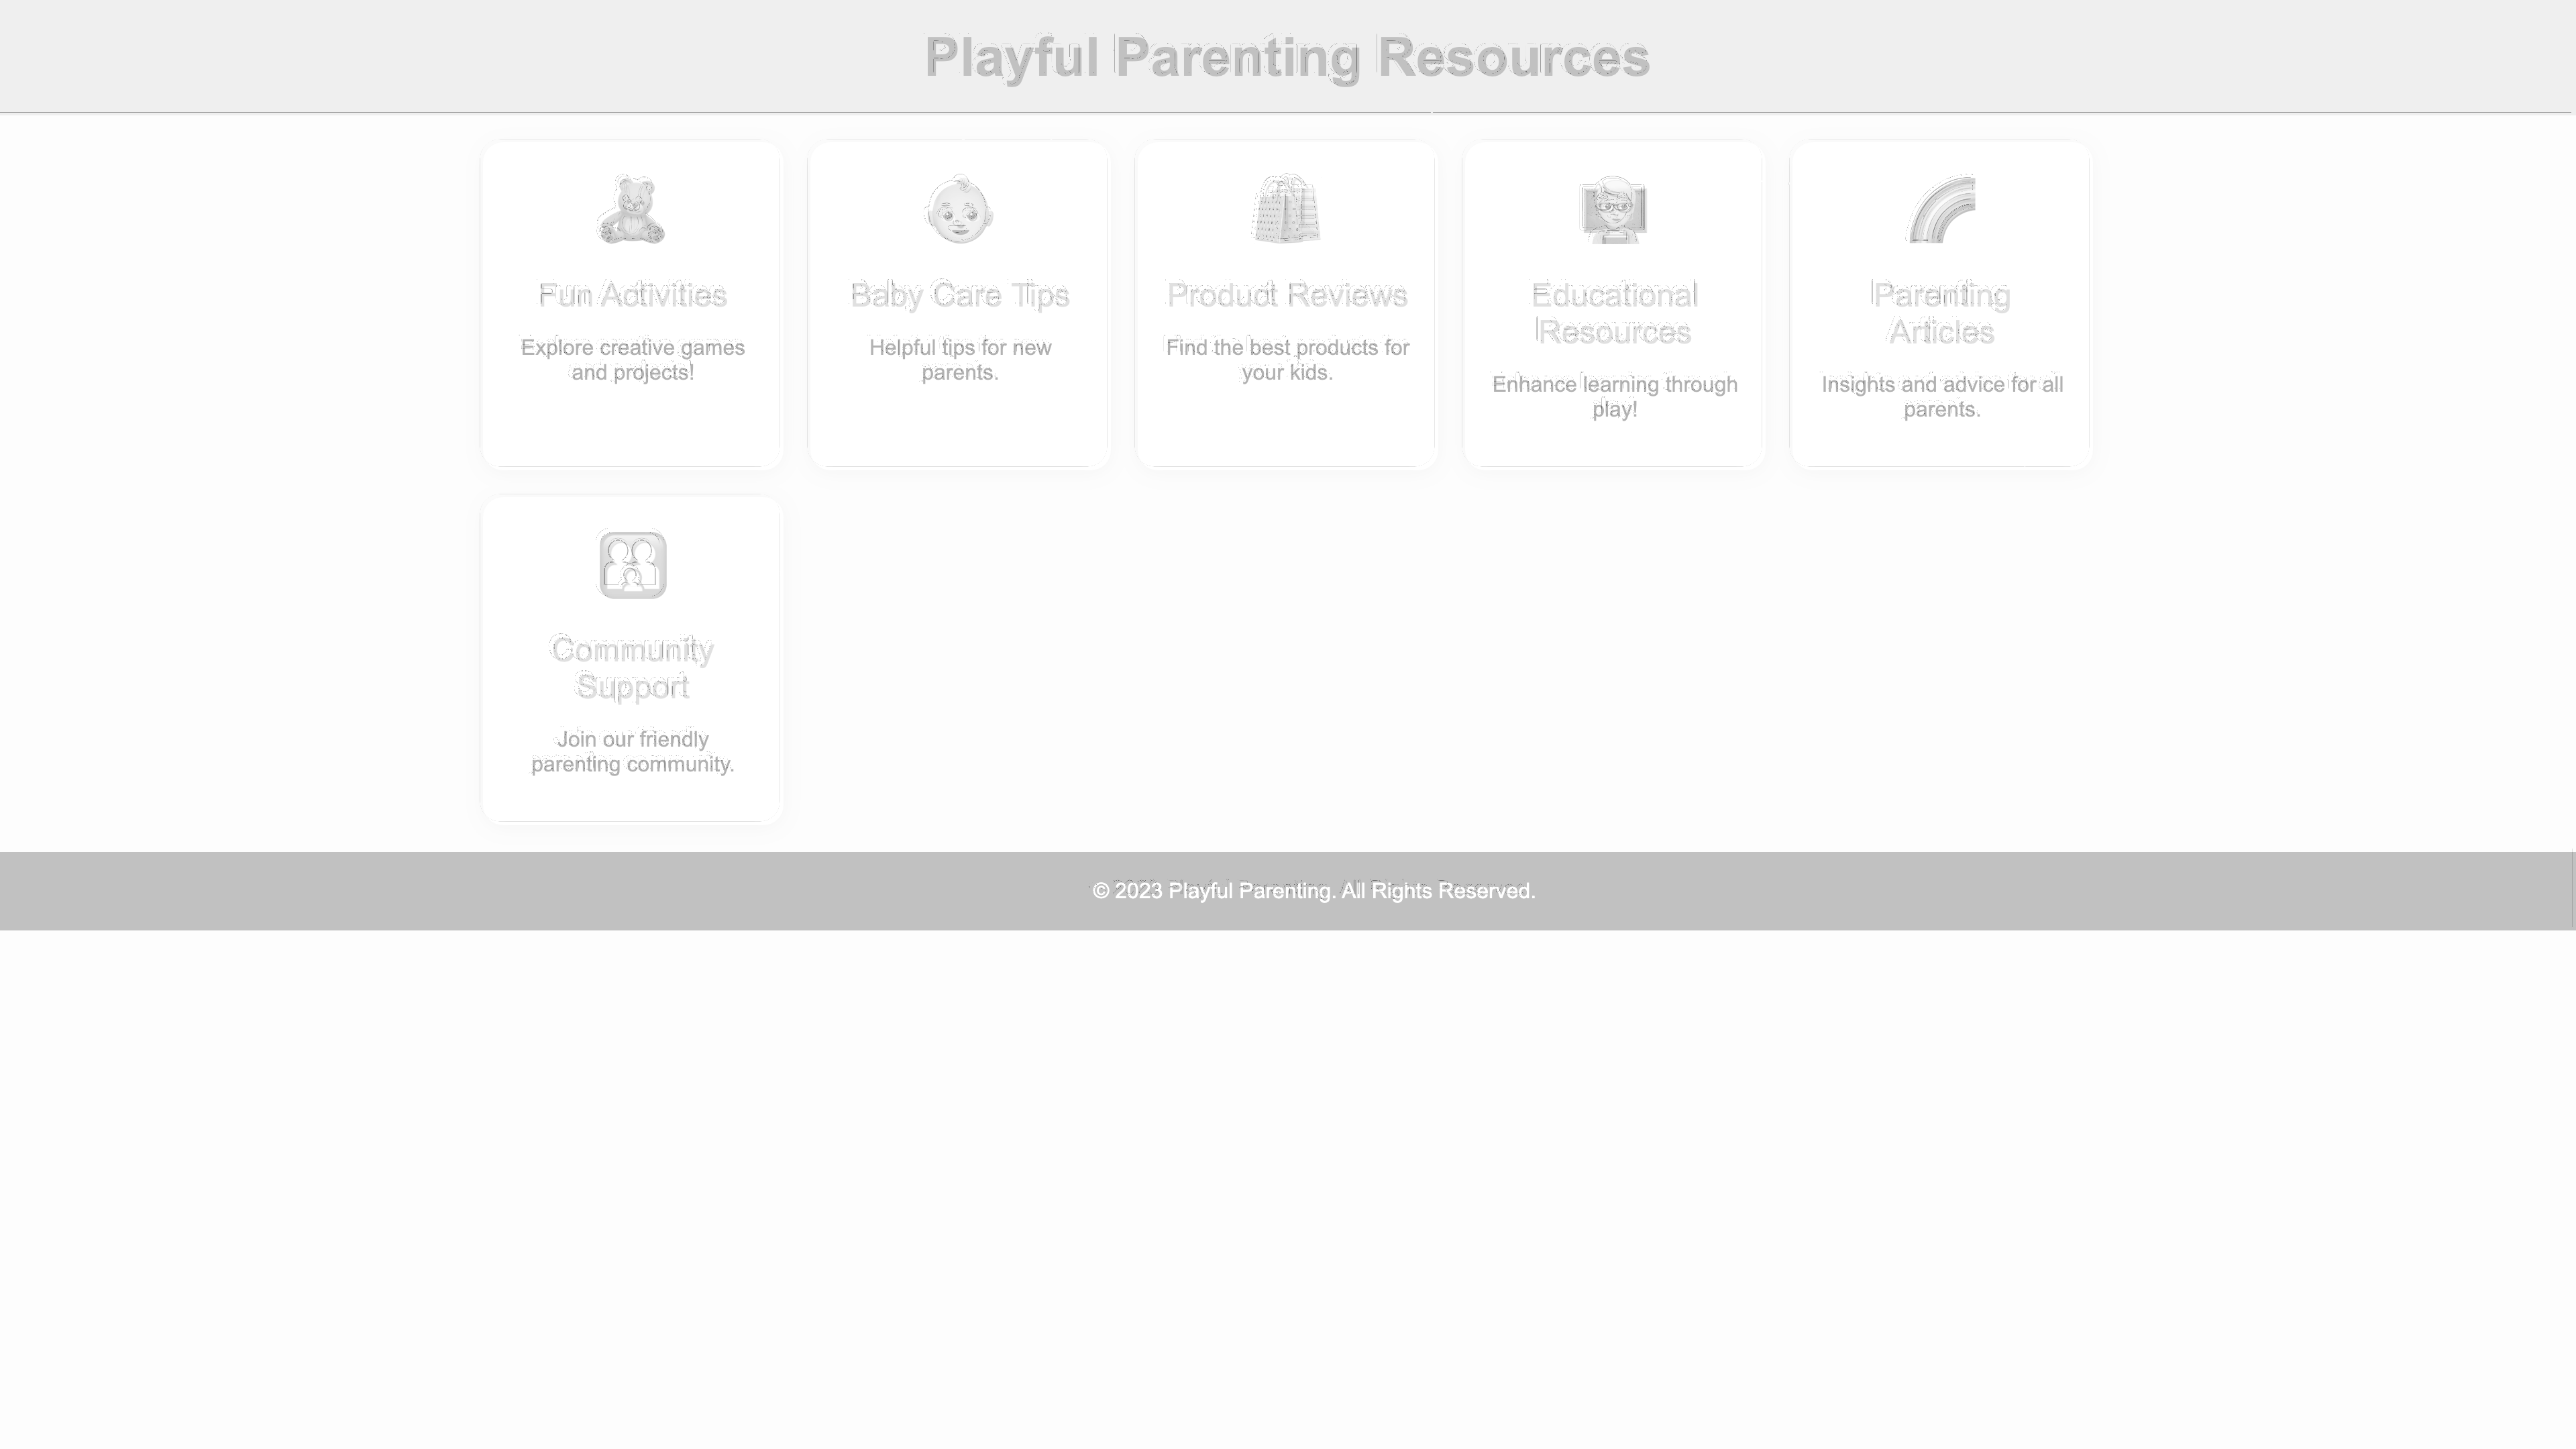 Playful Parenting Resources
Fun Activities
Explore creative games
and projects!
Baby Care Tips
Helpful tips for new
parents.
Product Reviews
Find the best products for
your kids.
Educational
Resources
Enhance learning through
play!
Parenting
Articles
Insights and advice for all
parents.
Community
Support
Join our friendly
parenting community.
© 2023 Playful Parenting. All Rights Reserved.